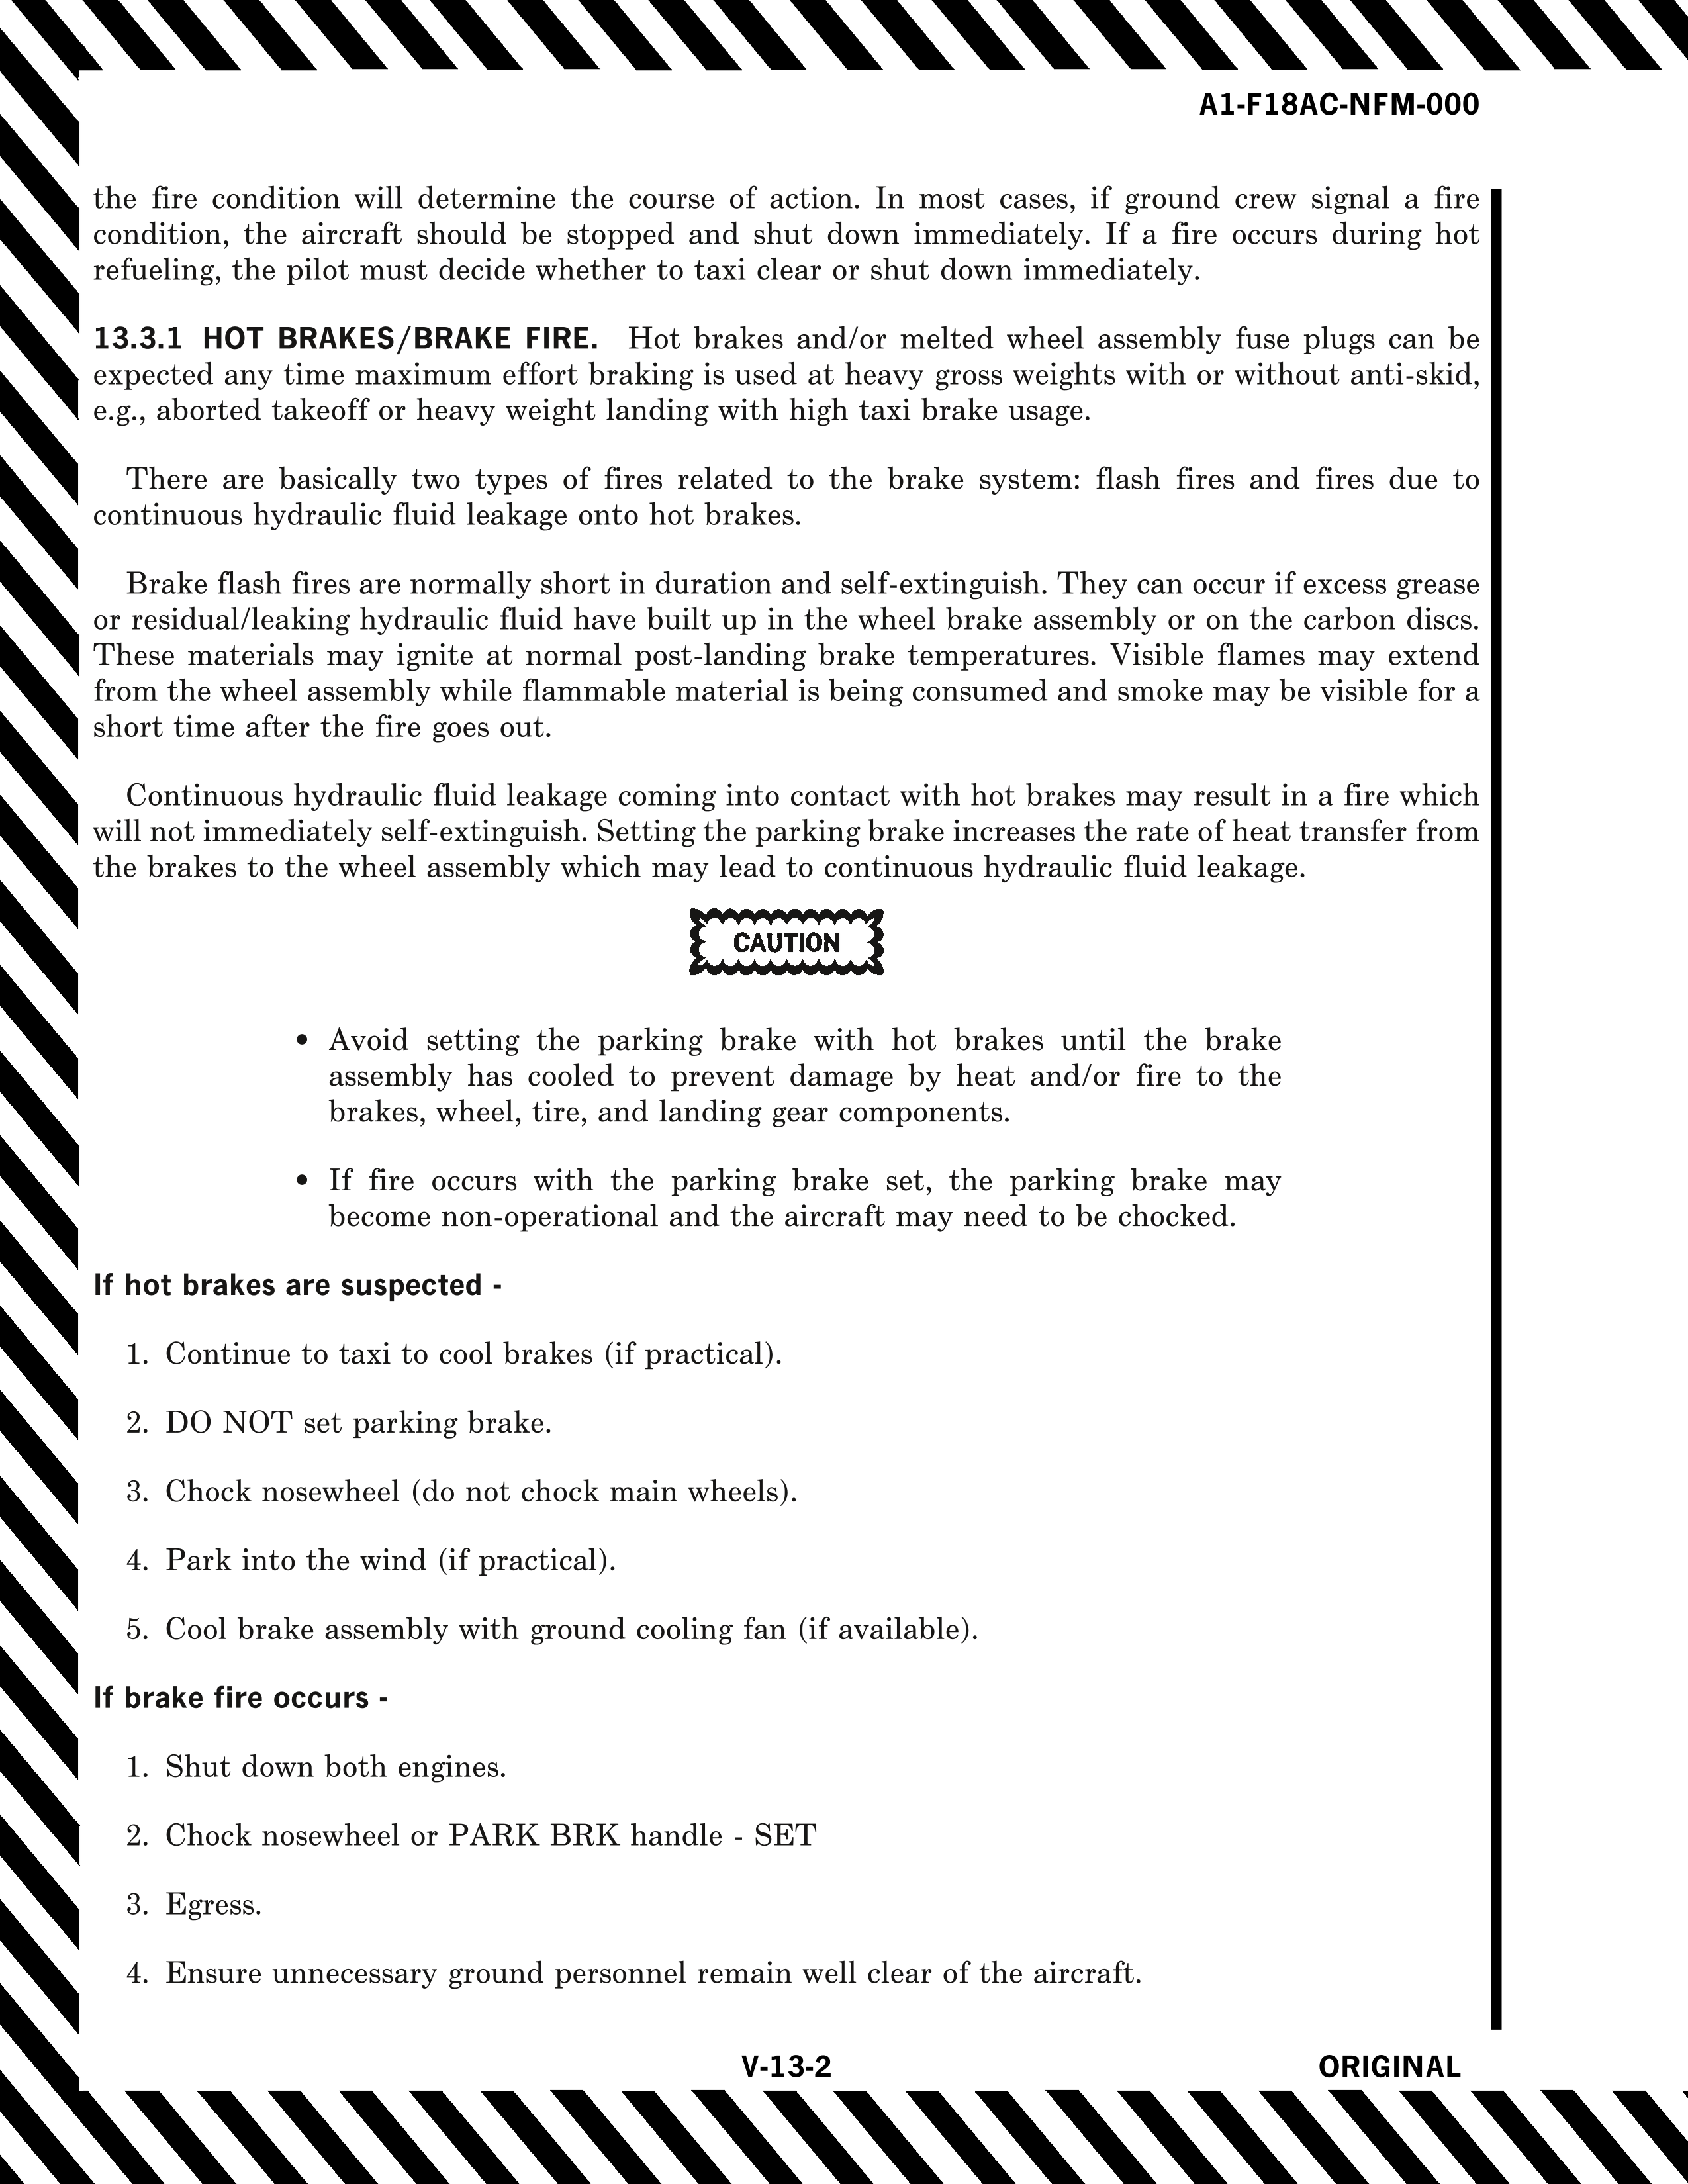 A1-F18AC-NFM-000
the fire condition will determine the course of action. In most cases, if ground crew signal a fire
condition, the aircraft should be stopped and shut down immediately. If a fire occurs during hot
refueling, the pilot must decide whether to taxi clear or shut down immediately.
13.3.1 HOT BRAKES/BRAKE FIRE. Hot brakes and/or melted wheel assembly fuse plugs can be
expected any time maximum effort braking is used at heavy gross weights with or without anti-skid,
e.g., aborted takeoff or heavy weight landing with high taxi brake usage.
There are basically two types of fires related to the brake system: flash fires and fires due to
continuous hydraulic fluid leakage onto hot brakes.
Brake flash fires are normally short in duration and self-extinguish. They can occur if excess grease
or residual/leaking hydraulic fluid have built up in the wheel brake assembly or on the carbon discs.
These materials may ignite at normal post-landing brake temperatures. Visible flames may extend
from the wheel assembly while flammable material is being consumed and smoke may be visible for a
short time after the fire goes out.
Continuous hydraulic fluid leakage coming into contact with hot brakes may result in a fire which
will not immediately self-extinguish. Setting the parking brake increases the rate of heat transfer from
the brakes to the wheel assembly which may lead to continuous hydraulic fluid leakage.
CAUTION
• Avoid setting the parking brake with hot brakes until the brake
assembly has cooled to prevent damage by heat and/or fire to the
brakes, wheel, tire, and landing gear components.
• If fire occurs with the parking brake set, the parking brake may
become non-operational and the aircraft may need to be chocked.
If hot brakes are suspected -
1. Continue to taxi to cool brakes (if practical).
2. DO NOT set parking brake.
3. Chock nosewheel (do not chock main wheels).
4. Park into the wind (if practical).
5. Cool brake assembly with ground cooling fan (if available).
If brake fire occurs -
1. Shut down both engines.
2. Chock nosewheel or PARK BRK handle - SET
3. Egress.
4. Ensure unnecessary ground personnel remain well clear of the aircraft.
V-13-2
ORIGINAL